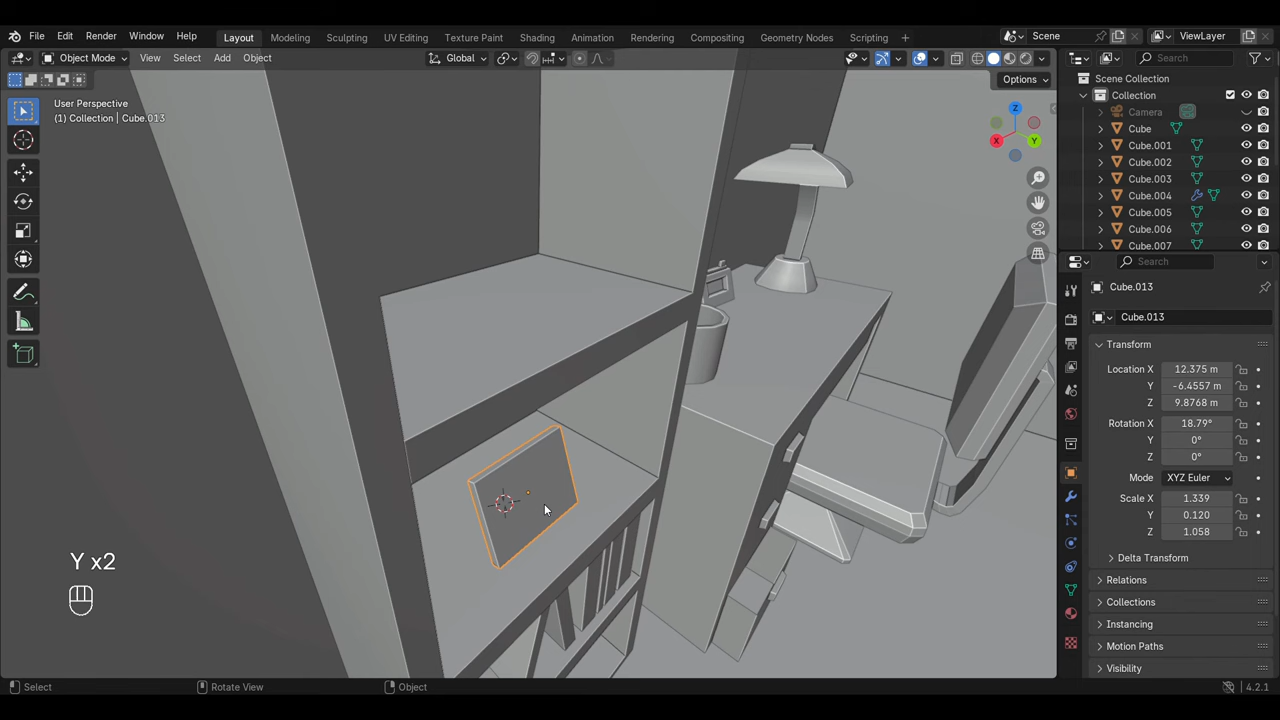 File Edit Render Window Help Layout Modeling Sculpting UV Editing Texture Paint Shading Animation Rendering Compositing Geometry Nodes Scripting Scene ViewLayer
Object Mode View Select Add Object Global Search
Options
Scene Collection
User Perspective
(1) Collection | Cube.013
Collection
Camera
Cube
Cube.001
Cube.002
Cube.003
Cube.004
Cube.005
Cube.006
Cube.007
X Y Z
Search
Cube.013
Cube.013
Transform
Location X 12.375 m
Y -6.4557 m
Z 9.8768 m
Rotation X 18.79°
Y 0°
Z 0°
Mode XYZ Euler
Scale X 1.339
Y 0.120
Z 1.058
Delta Transform
Relations
Collections
Instancing
Motion Paths
Visibility
Y x2
Select Rotate View Object 4.2.1